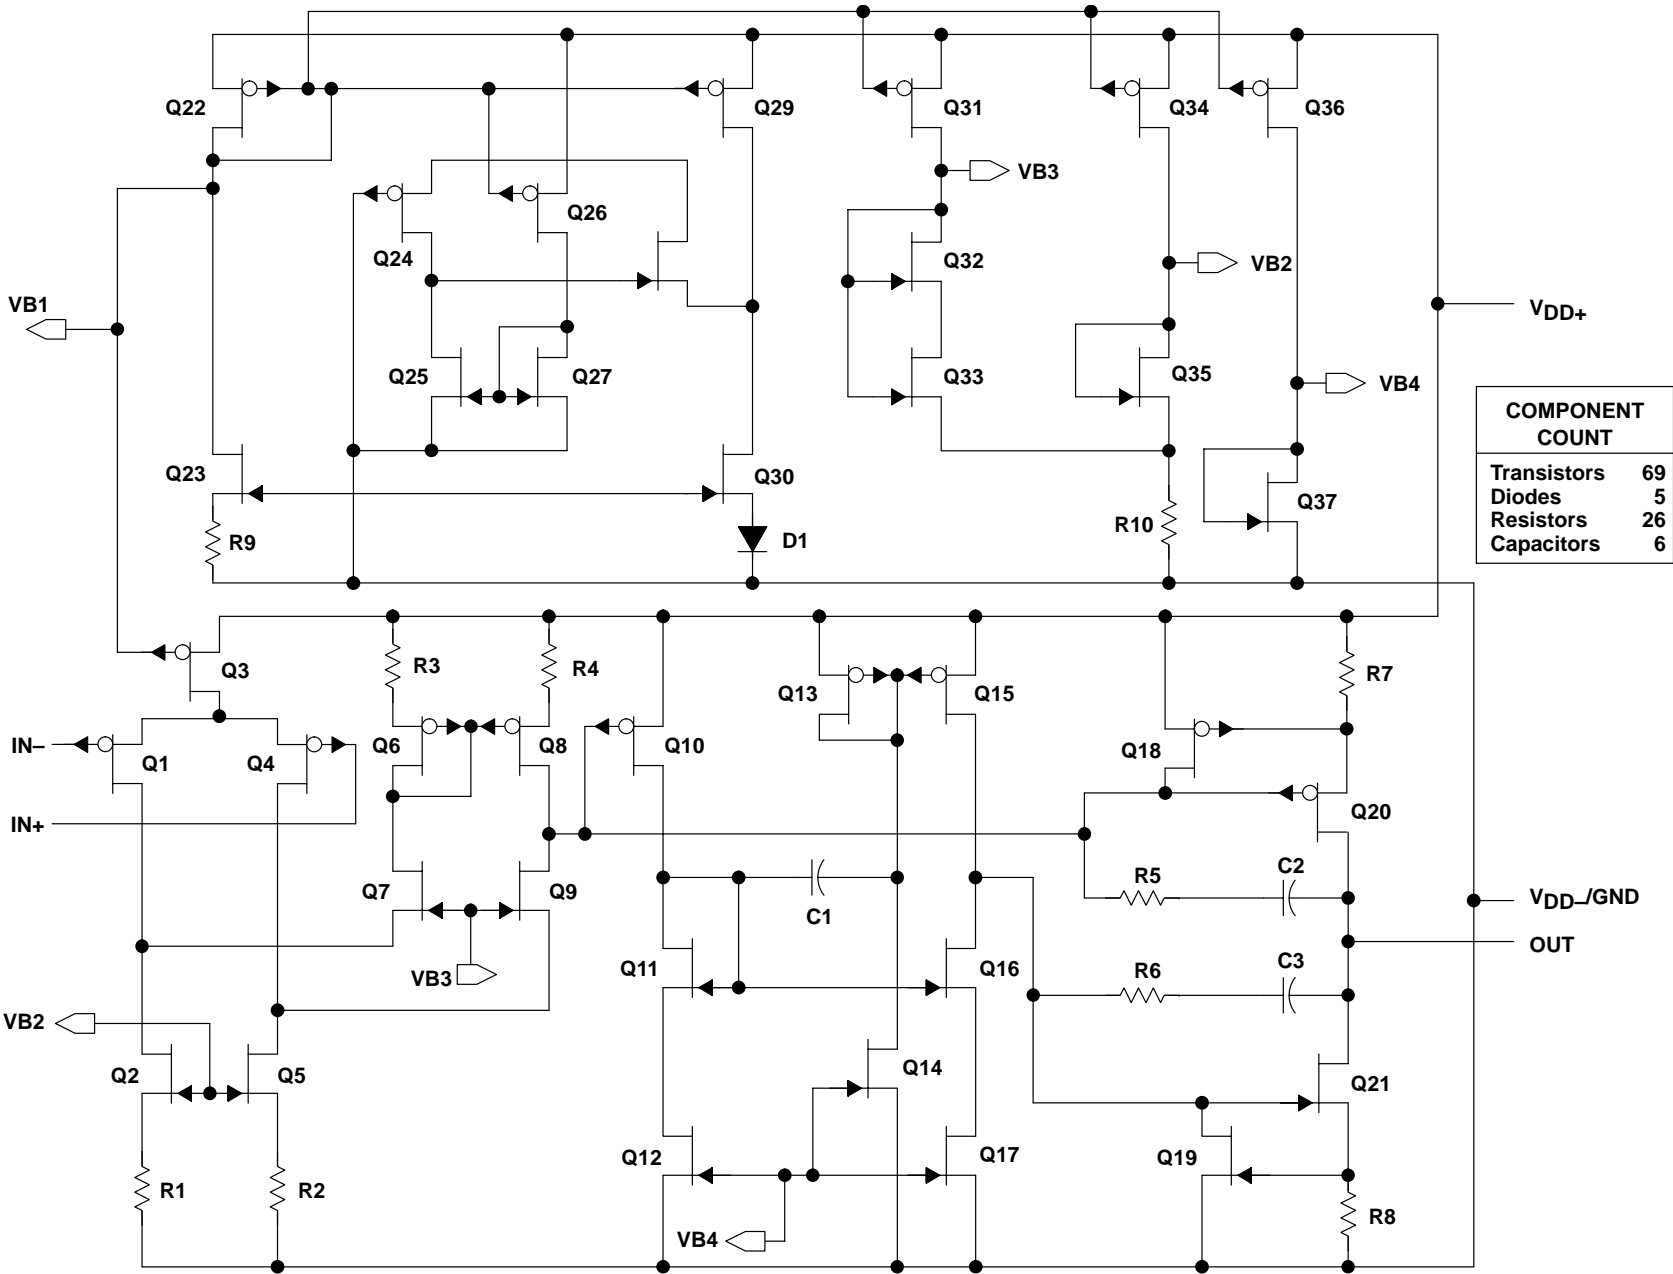 Q22
Q29
Q31
Q34
Q36
VB3
Q26
Q24
Q32
VB2
VB1
VDD+
Q25
Q27
Q33
Q35
VB4
COMPONENT
COUNT
Transistors 69
Diodes 5
Resistors 26
Capacitors 6
Q23
Q30
Q37
R9
D1
R10
Q3
R3
R4
Q13
Q15
R7
IN–
Q1
Q4
Q6
Q8
Q10
Q18
IN+
Q20
Q7
Q9
C1
R5
C2
VDD–/GND
OUT
VB3
Q11
Q16
R6
C3
VB2
Q2
Q5
Q14
Q21
Q12
Q17
Q19
R1
R2
R8
VB4